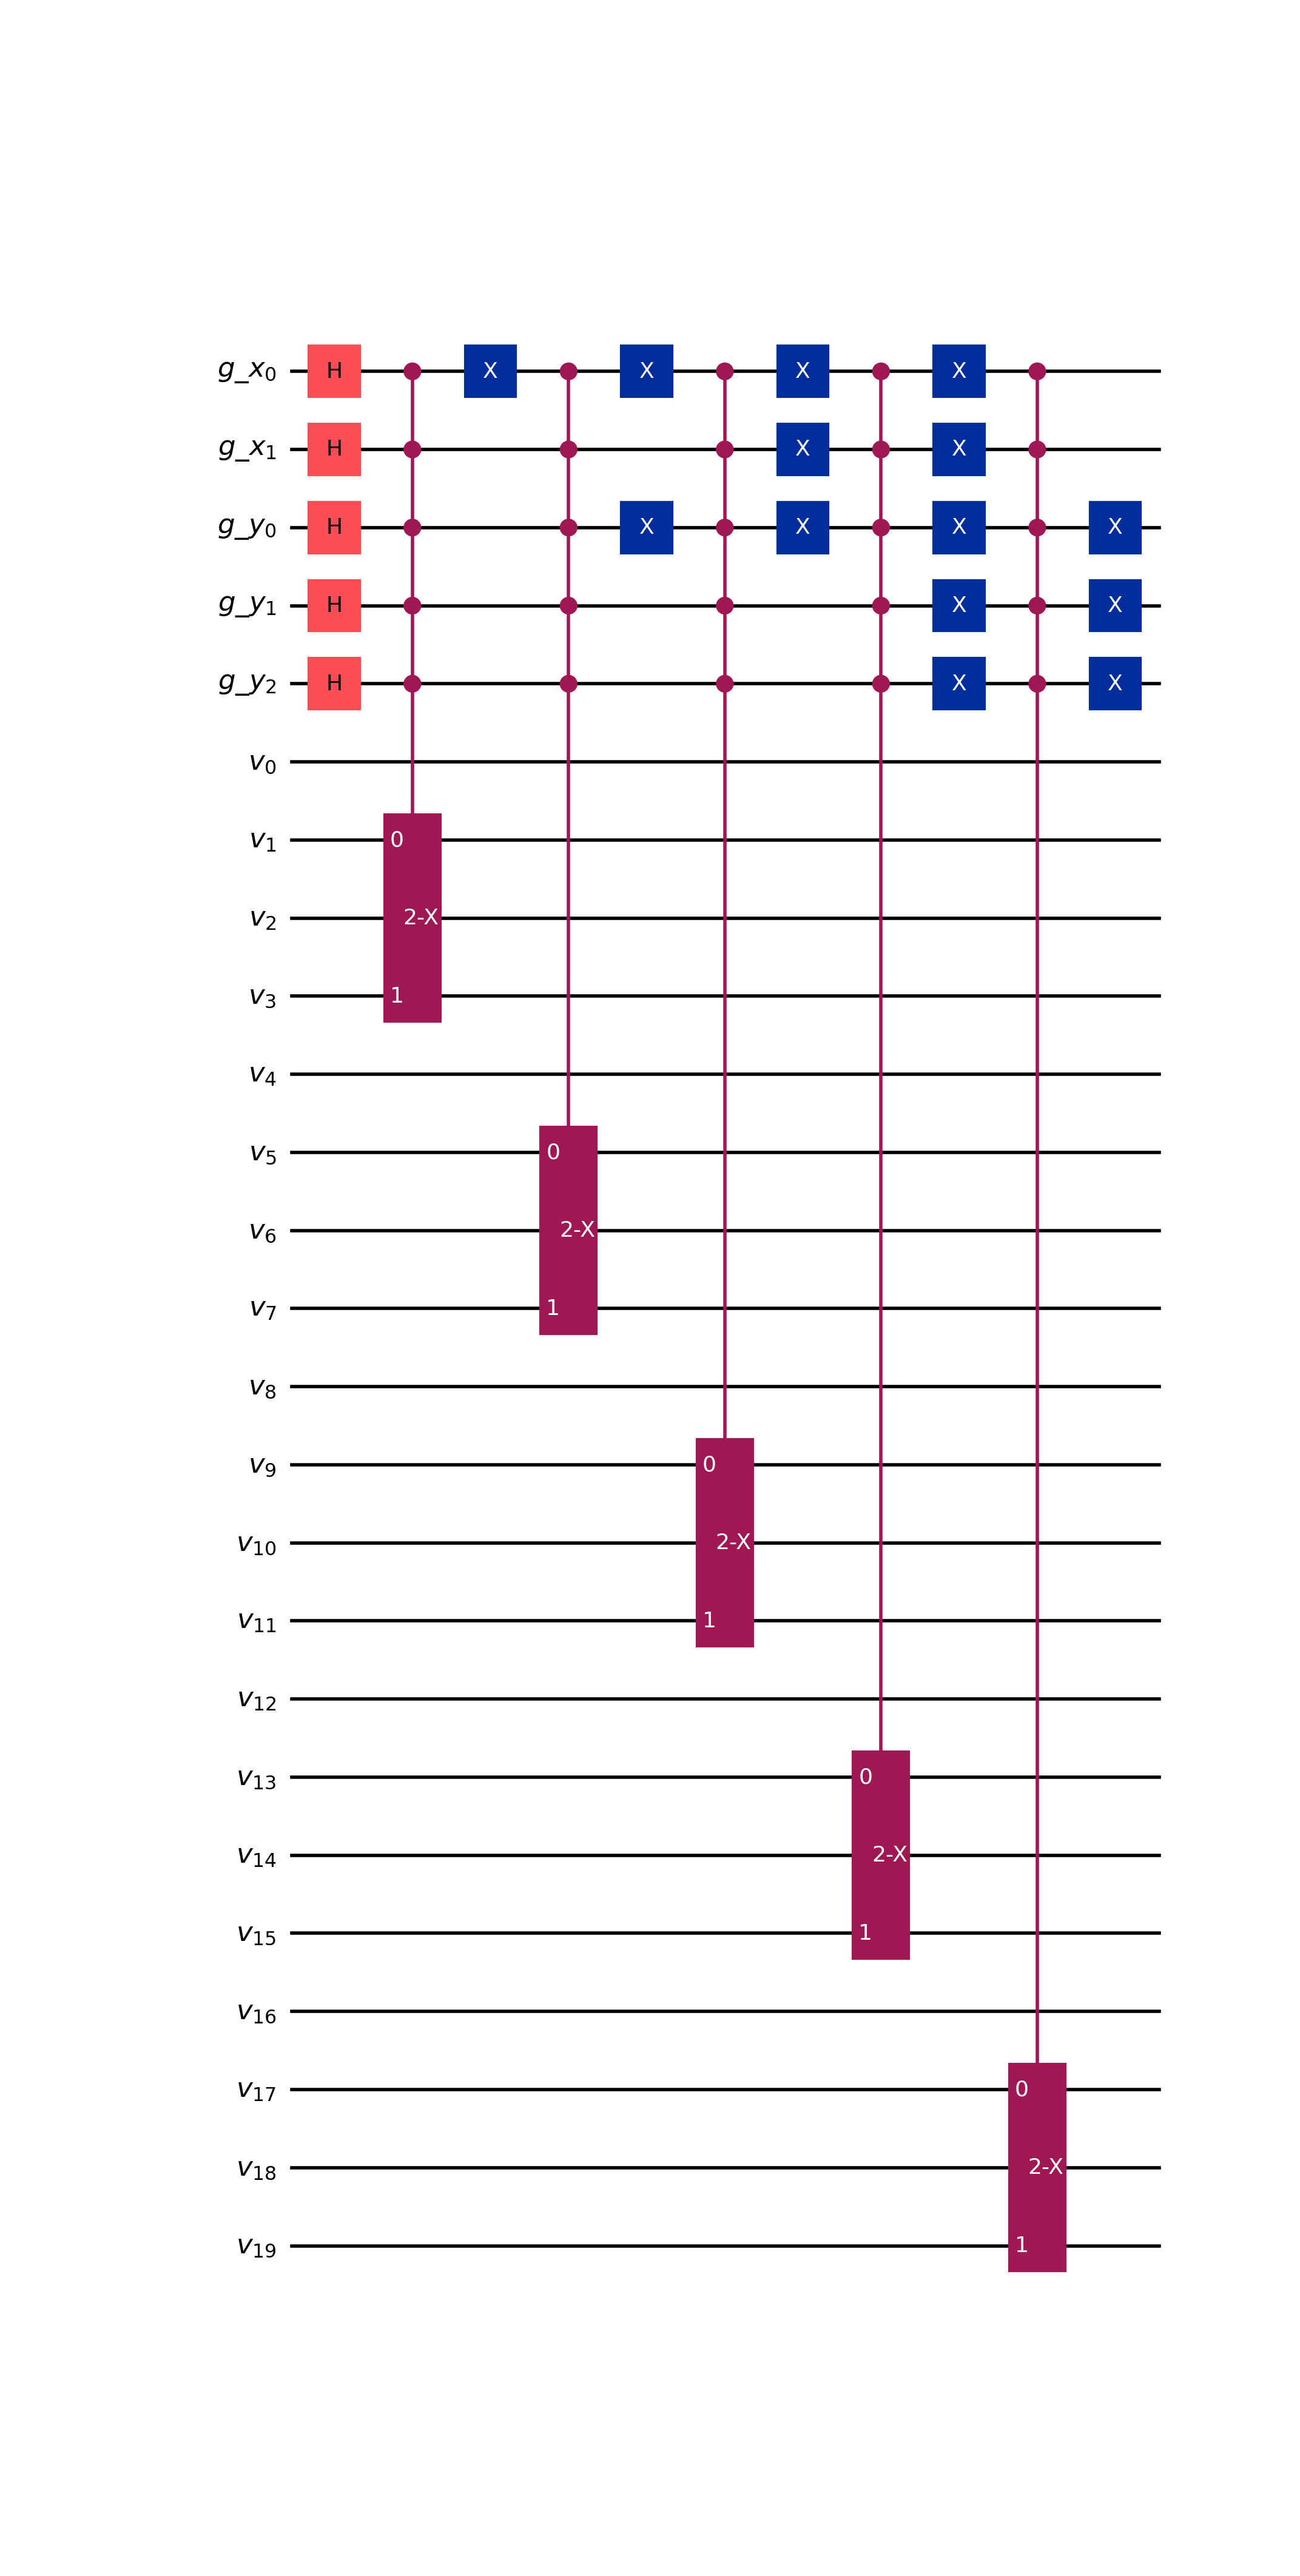 g_x0 H X X X X
g_x1 H X X
g_y0 H X X X X
g_y1 H X X
g_y2 H X X
v0
v1 0
v2 2-X
v3 1
v4
v5 0
v6 2-X
v7 1
v8
v9 0
v10 2-X
v11 1
v12
v13 0
v14 2-X
v15 1
v16
v17 0
v18 2-X
v19 1